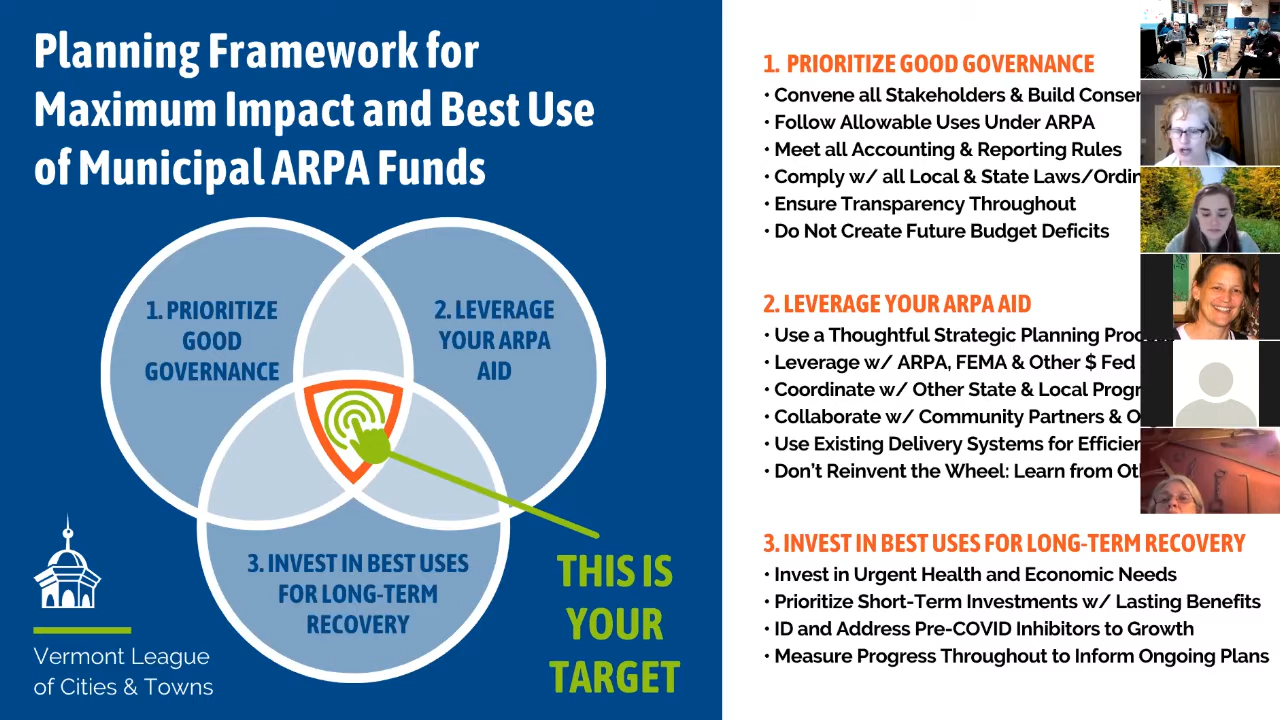 Planning Framework for
Maximum Impact and Best Use
of Municipal ARPA Funds
1. PRIORITIZE
GOOD
GOVERNANCE
2. LEVERAGE
YOUR ARPA
AID
3. INVEST IN BEST USES
FOR LONG-TERM
RECOVERY
THIS IS
YOUR
TARGET
Vermont League
of Cities & Towns
1. PRIORITIZE GOOD GOVERNANCE
• Convene all Stakeholders & Build
• Follow Allowable Uses Under ARPA
• Meet all Accounting & Reporting Rules
• Comply w/ all Local & State
• Ensure Transparency Throughout
• Do Not Create Future Budget Deficits
2. LEVERAGE YOUR ARPA AID
• Use a Thoughtful Strategic Planning
• Leverage w/ ARPA, FEMA & Other $ Fed
• Coordinate w/ Other State & Local
• Collaborate w/ Community Partners &
• Use Existing Delivery Systems for
• Don't Reinvent the Wheel: Learn from
3. INVEST IN BEST USES FOR LONG-TERM RECOVERY
• Invest in Urgent Health and Economic Needs
• Prioritize Short-Term Investments w/ Lasting Benefits
• ID and Address Pre-COVID Inhibitors to Growth
• Measure Progress Throughout to Inform Ongoing Plans